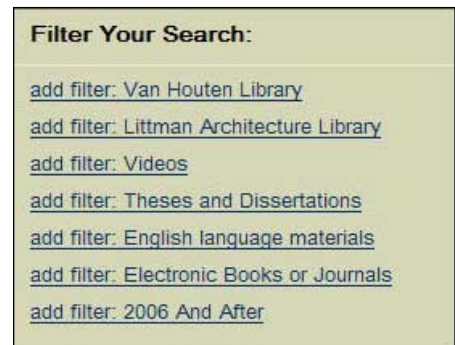 Filter Your Search:
add filter: Van Houten Library
add filter: Littman Architecture Library
add filter: Videos
add filter: Theses and Dissertations
add filter: English language materials
add filter: Electronic Books or Journals
add filter: 2006 And After